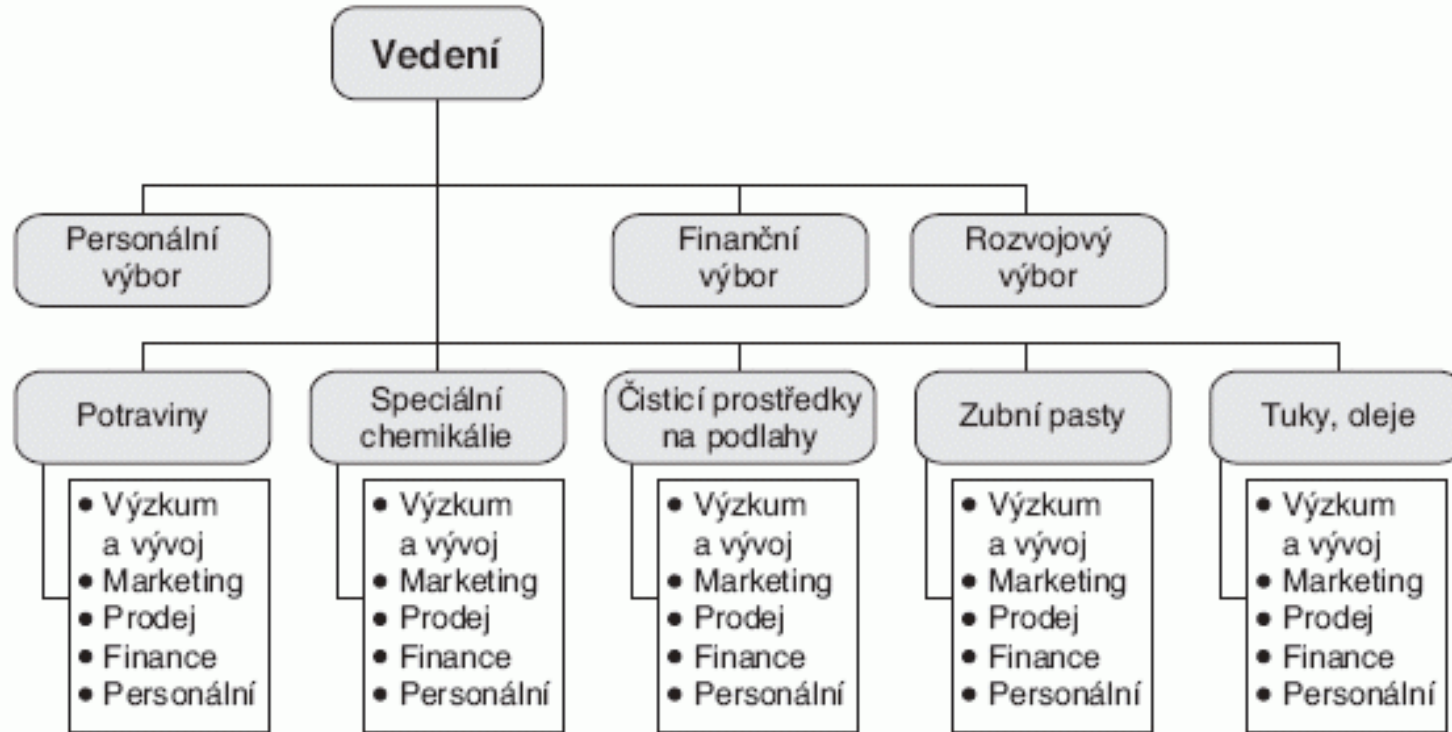 Vedení
Personální
výbor
Finanční
výbor
Rozvojový
výbor
Potraviny
Speciální
chemikálie
Čisticí prostředky
na podlahy
Zubní pasty
Tuky, oleje
• Výzkum
a vývoj
• Marketing
• Prodej
• Finance
• Personální
• Výzkum
a vývoj
• Marketing
• Prodej
• Finance
• Personální
• Výzkum
a vývoj
• Marketing
• Prodej
• Finance
• Personální
• Výzkum
a vývoj
• Marketing
• Prodej
• Finance
• Personální
• Výzkum
a vývoj
• Marketing
• Prodej
• Finance
• Personální